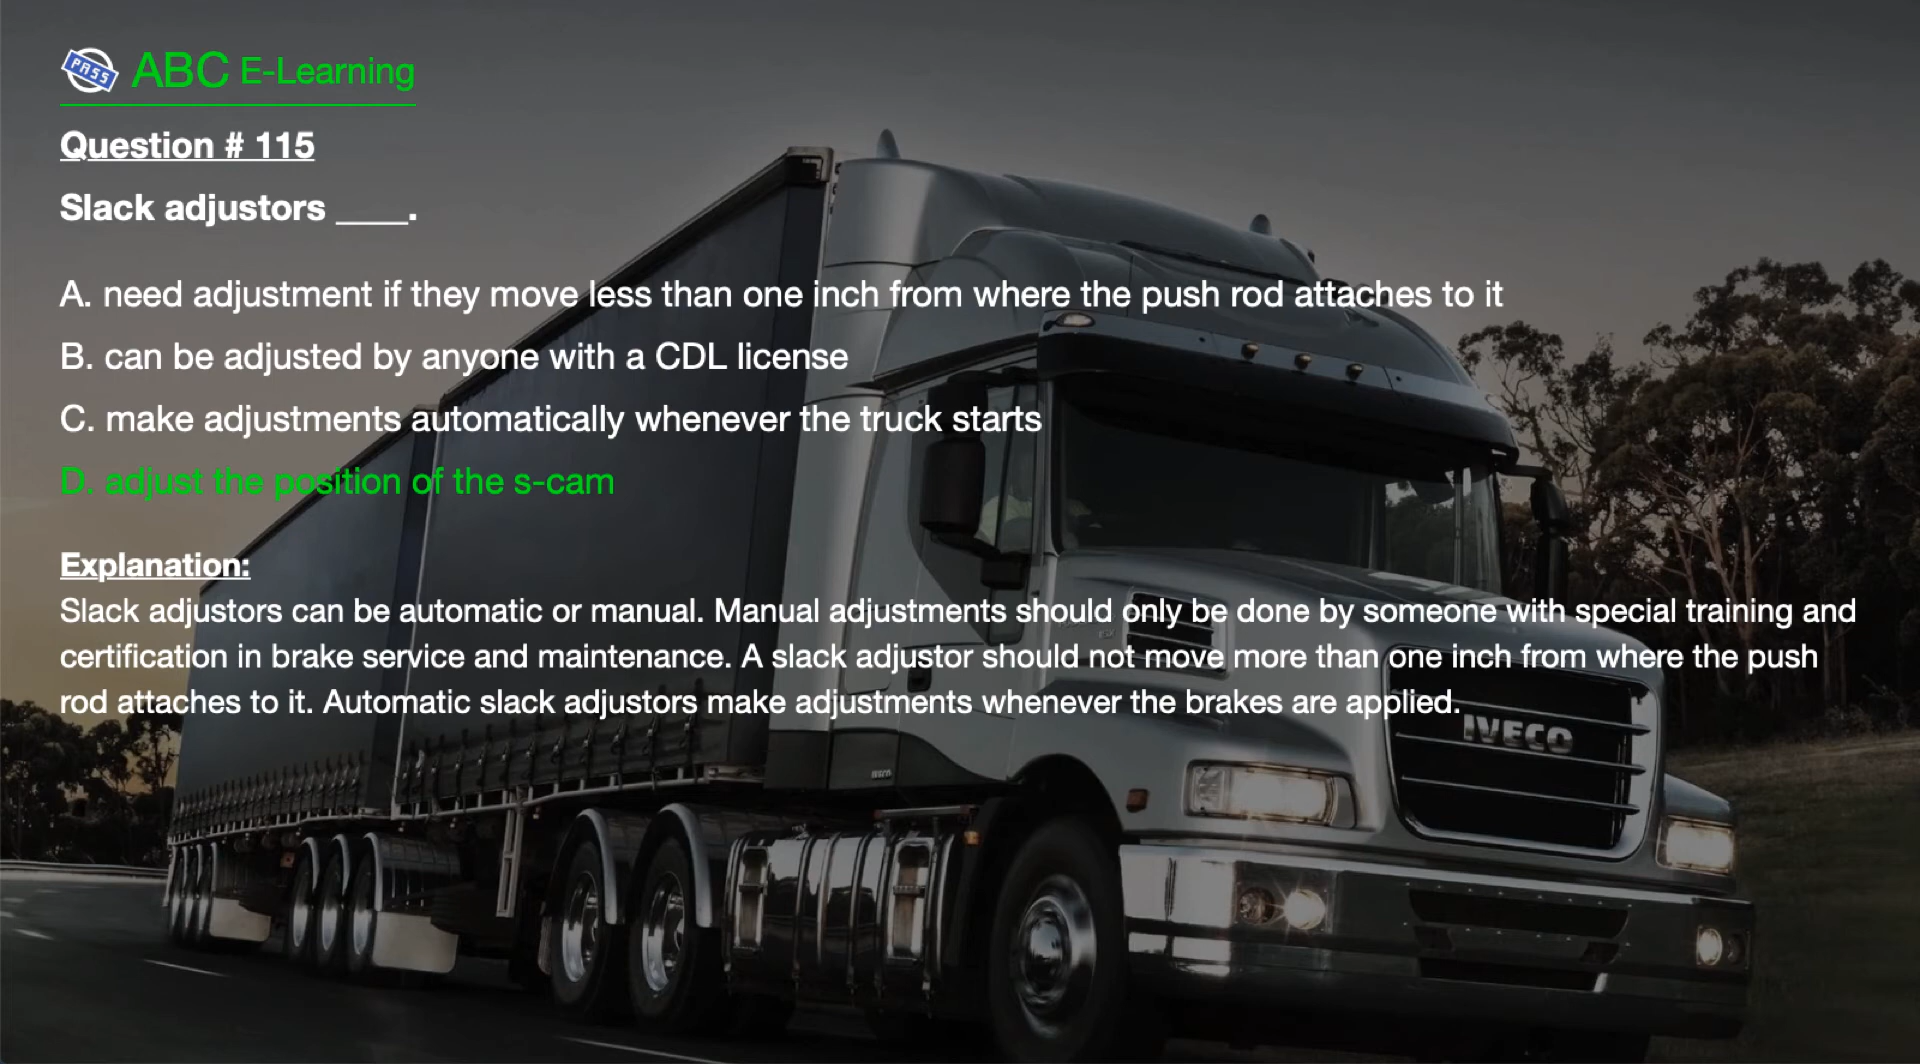 PASS ABC E-Learning
Question # 115
Slack adjustors ____.
A. need adjustment if they move less than one inch from where the push rod attaches to it
B. can be adjusted by anyone with a CDL license
C. make adjustments automatically whenever the truck starts
D. adjust the position of the s-cam
Explanation:
Slack adjustors can be automatic or manual. Manual adjustments should only be done by someone with special training and
certification in brake service and maintenance. A slack adjustor should not move more than one inch from where the push
rod attaches to it. Automatic slack adjustors make adjustments whenever the brakes are applied.
IVECO